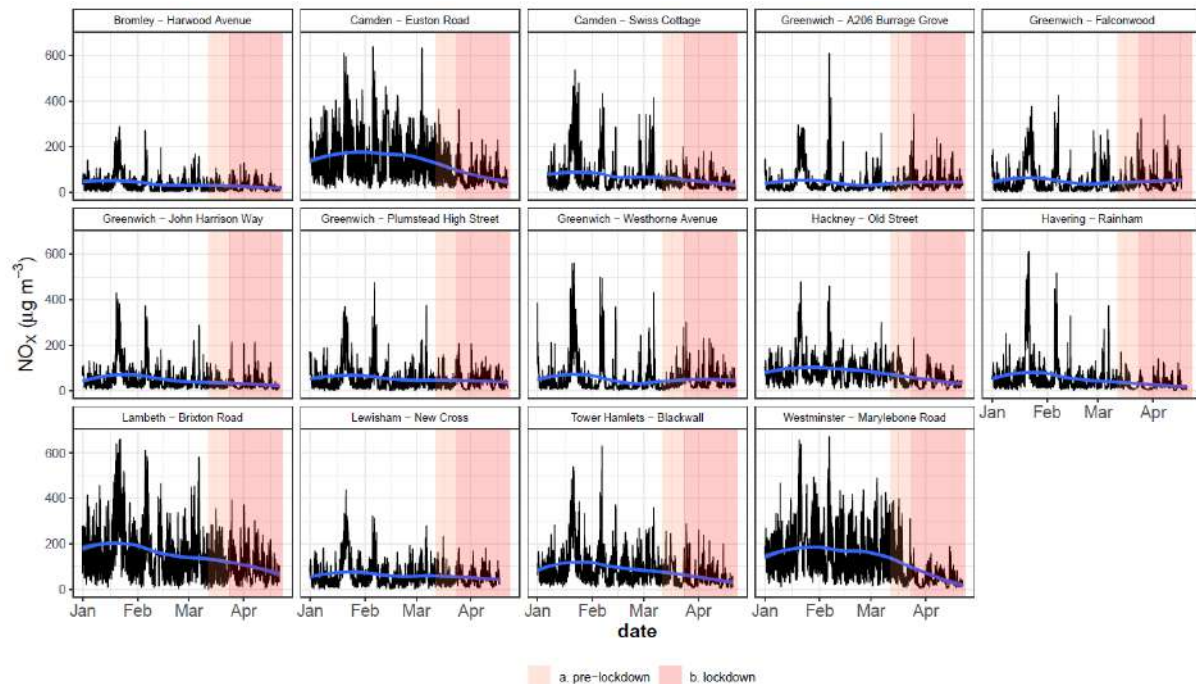 Bromley − Harwood Avenue
Camden − Euston Road
Camden − Swiss Cottage
Greenwich − A206 Burrage Grove
Greenwich − Falconwood
600
400
200
0
Greenwich − John Harrison Way
Greenwich − Plumstead High Street
Greenwich − Westhorne Avenue
Hackney − Old Street
Havering − Rainham
NOX (μg m−3)
600
400
200
0
Jan Feb Mar Apr
Lambeth − Brixton Road
Lewisham − New Cross
Tower Hamlets − Blackwall
Westminster − Marylebone Road
600
400
200
0
Jan Feb Mar Apr
Jan Feb Mar Apr
Jan Feb Mar Apr
Jan Feb Mar Apr
date
a. pre−lockdown
b. lockdown